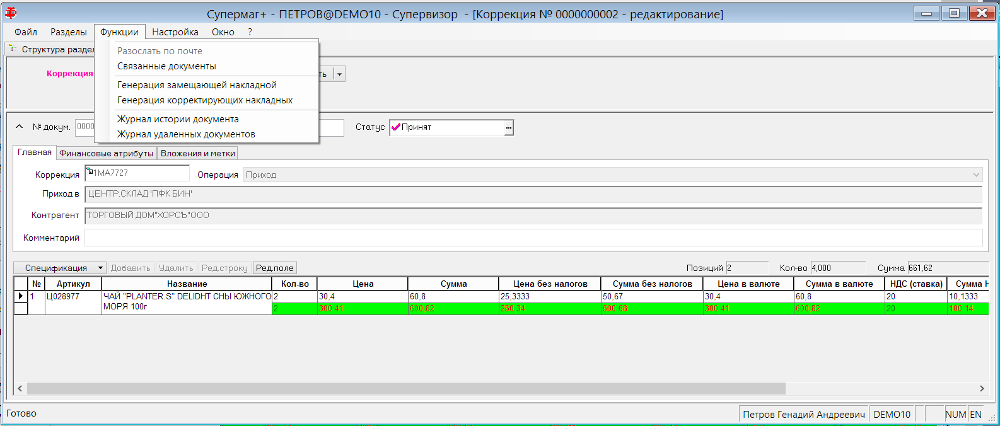 Супермаг+ - ПЕТРОВ@DEMO10 - Супервизор - [Коррекция № 0000000002 - редактирование]
Файл Разделы Функции Настройка Окно ?
Структура раздел
Разослать по почте
Связанные документы
Генерация замещающей накладной
Генерация корректирующих накладных
Журнал истории документа
Журнал удаленных документов
Коррекция ть
№ докум. 0000 Статус Принят ...
Главная Финансовые атрибуты Вложения и метки
Коррекция 1МА7727 Операция Приход
Приход в ЦЕНТР.СКЛАД 'ПФК БИН'
Контрагент ТОРГОВЫЙ ДОМ"ХОРСЪ"ООО
Комментарий
Спецификация Добавить Удалить Ред.строку Ред.поле Позиций 2 Кол-во 4,000 Сумма 661,62
№ Артикул Название Кол-во Цена Сумма Цена без налогов Сумма без налогов Цена в валюте Сумма в валюте НДС (ставка) Сумма Н
1 Ц028977 ЧАЙ "PLANTER.S" DELIDHT СНЫ ЮЖНОГО 2 30,4 60,8 25,3333 50,67 30,4 60,8 20 10,1333
МОРЯ 100г 2 300,41 600,82 250,34 500,68 300,41 600,82 20 100,14
Готово Петров Генадий Андреевич DEMO10 NUM EN